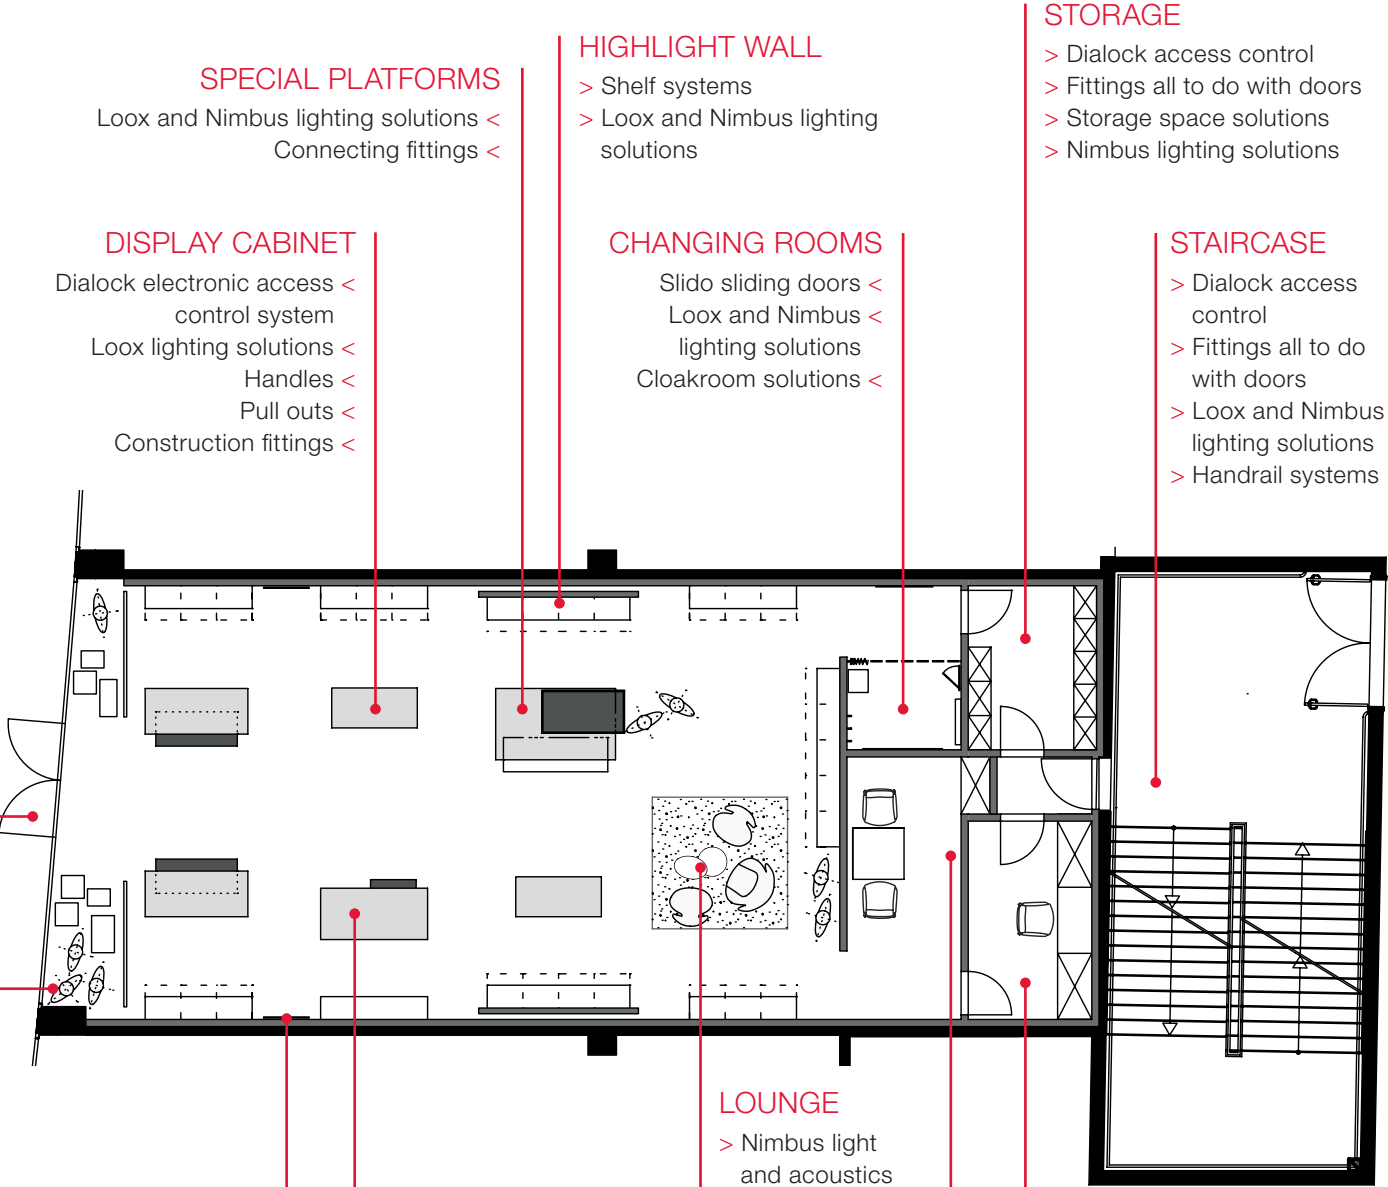 STORAGE
> Dialock access control
> Fittings all to do with doors
> Storage space solutions
> Nimbus lighting solutions
HIGHLIGHT WALL
> Shelf systems
> Loox and Nimbus lighting
solutions
SPECIAL PLATFORMS
Loox and Nimbus lighting solutions <
Connecting fittings <
DISPLAY CABINET
Dialock electronic access <
control system
Loox lighting solutions <
Handles <
Pull outs <
Construction fittings <
CHANGING ROOMS
Slido sliding doors <
Loox and Nimbus <
lighting solutions
Cloakroom solutions <
STAIRCASE
> Dialock access
control
> Fittings all to do
with doors
> Loox and Nimbus
lighting solutions
> Handrail systems
LOUNGE
> Nimbus light
and acoustics